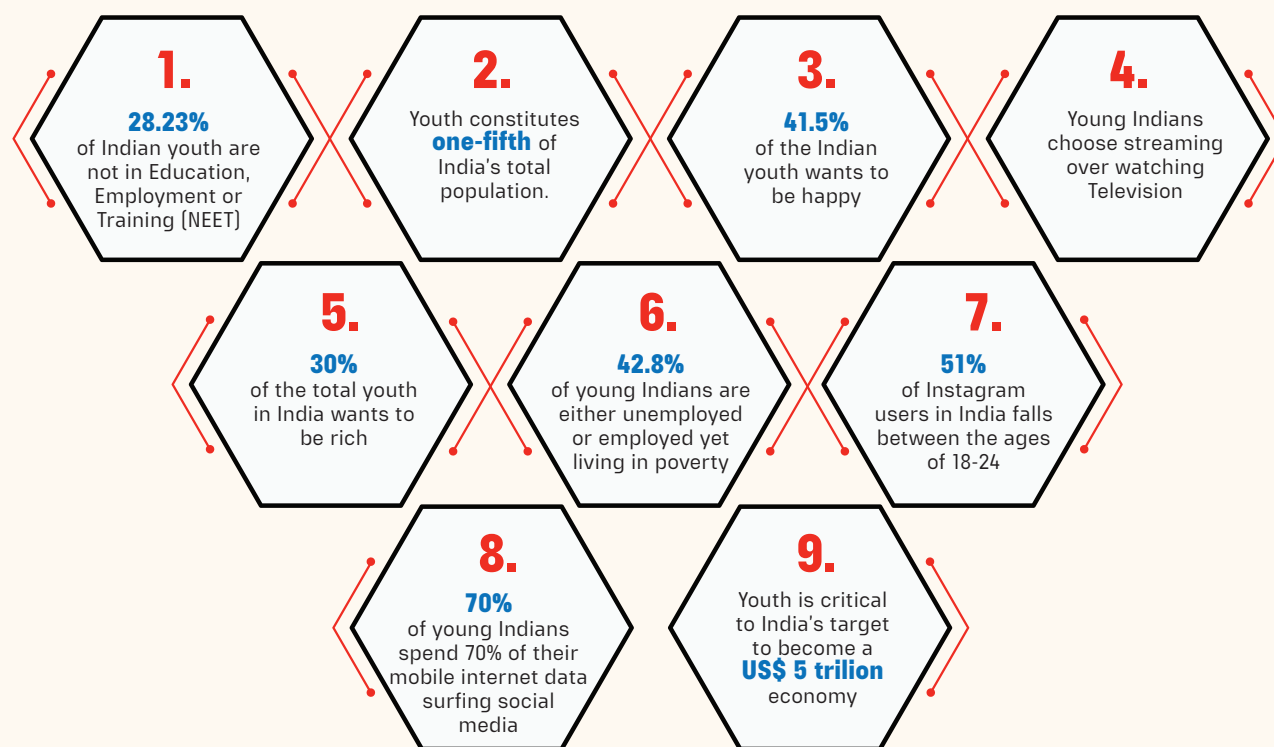 1.
28.23%
of Indian youth are
not in Education,
Employment or
Training (NEET)
2.
Youth constitutes
one-fifth of
India's total
population.
3.
41.5%
of the Indian
youth wants to
be happy
4.
Young Indians
choose streaming
over watching
Television
5.
30%
of the total youth
in India wants to
be rich
6.
42.8%
of young Indians are
either unemployed
or employed yet
living in poverty
7.
51%
of Instagram
users in India falls
between the ages
of 18-24
8.
70%
of young Indians
spend 70% of their
mobile internet data
surfing social
media
9.
Youth is critical
to India's target
to become a
US$ 5 trilion
economy